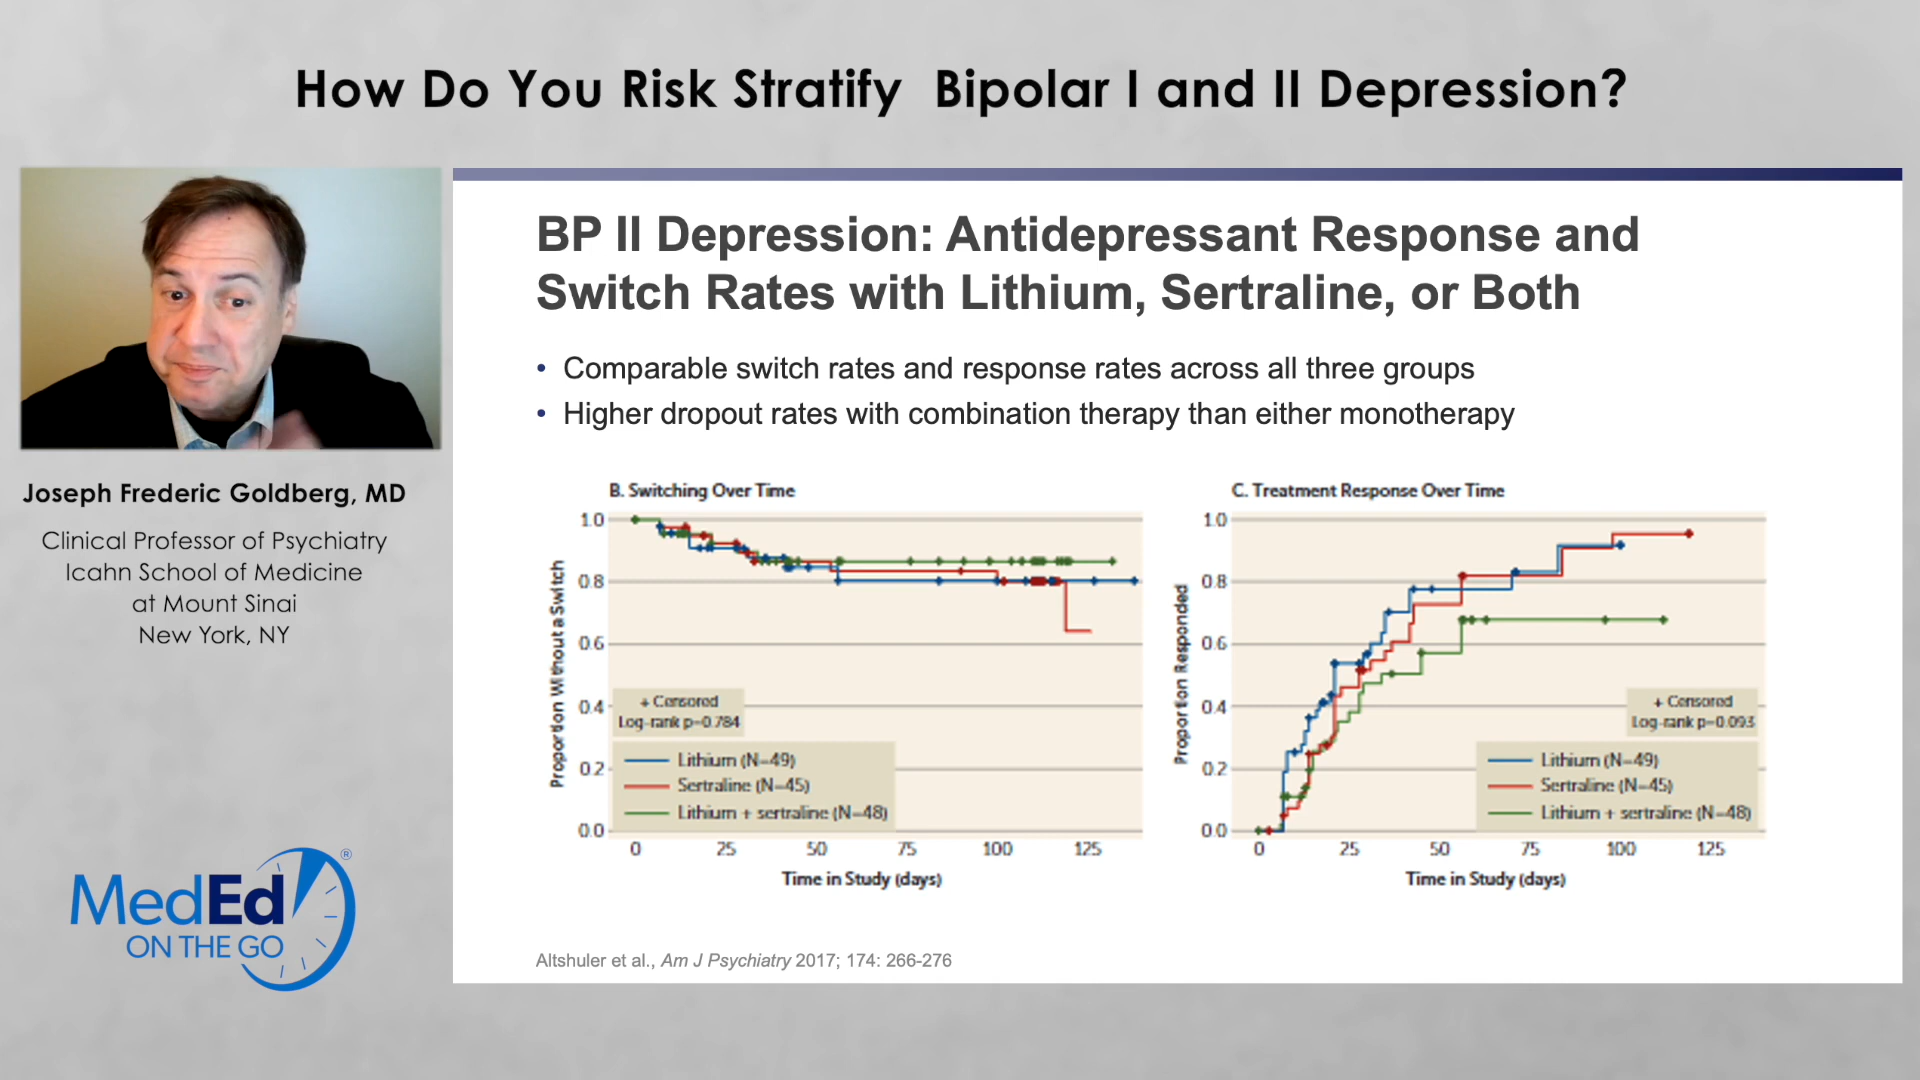 How Do You Risk Stratify Bipolar I and II Depression?
Joseph Frederic Goldberg, MD
Clinical Professor of Psychiatry
Icahn School of Medicine
at Mount Sinai
New York, NY
MedEd®
ON THE GO
BP II Depression: Antidepressant Response and
Switch Rates with Lithium, Sertraline, or Both
• Comparable switch rates and response rates across all three groups
• Higher dropout rates with combination therapy than either monotherapy
B. Switching Over Time
Proportion Without a Switch
1.0
0.8
0.6
0.4
0.2
0.0
+ Censored
Log-rank p=0.784
Lithium (N=49)
Sertraline (N=45)
Lithium + sertraline (N=48)
0 25 50 75 100 125
Time in Study (days)
C. Treatment Response Over Time
Proportion Responded
1.0
0.8
0.6
0.4
0.2
0.0
+ Censored
Log-rank p=0.093
Lithium (N=49)
Sertraline (N=45)
Lithium + sertraline (N=48)
0 25 50 75 100 125
Time in Study (days)
Altshuler et al., Am J Psychiatry 2017; 174: 266-276